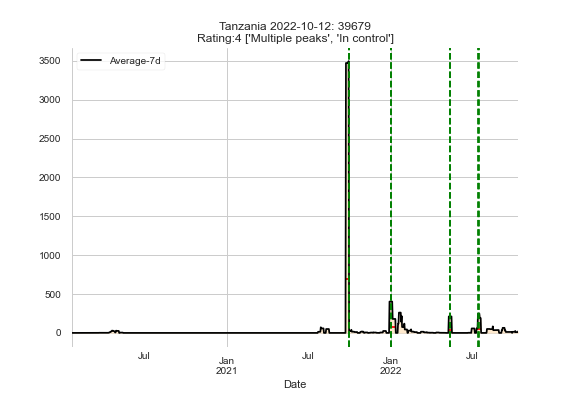 Tanzania 2022-10-12: 39679
Rating:4 ['Multiple peaks', 'In control']
Average-7d
3500
3000
2500
2000
1500
1000
500
0
Jul
Jan
2021
Jul
Jan
2022
Jul
Date